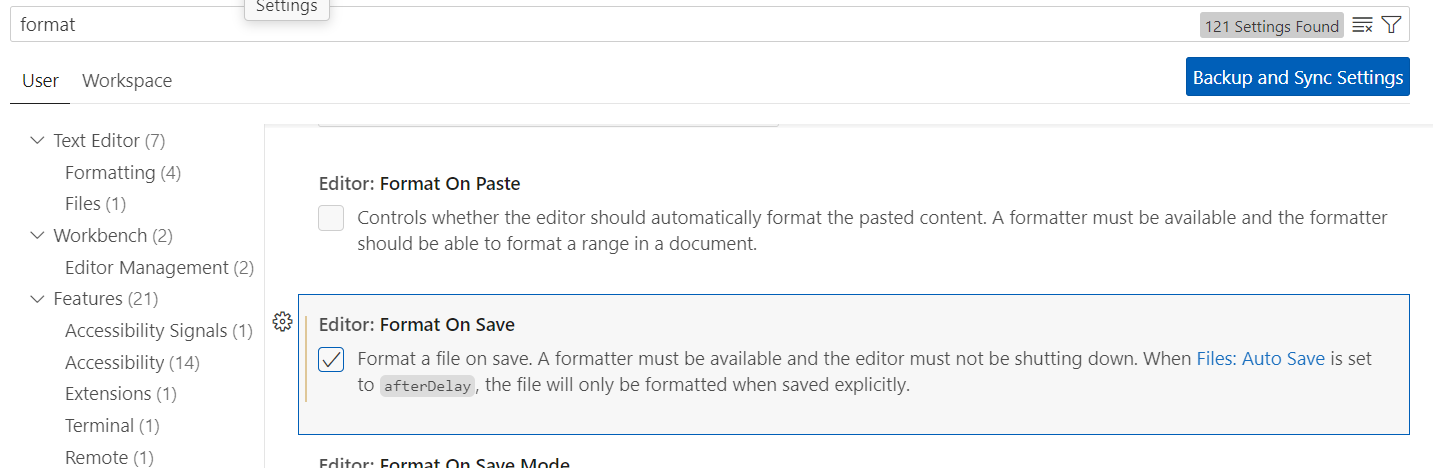 Settings
format
121 Settings Found
User
Workspace
Backup and Sync Settings
Text Editor (7)
Formatting (4)
Files (1)
Workbench (2)
Editor Management (2)
Features (21)
Accessibility Signals (1)
Accessibility (14)
Extensions (1)
Terminal (1)
Remote (1)
Editor: Format On Paste
Controls whether the editor should automatically format the pasted content. A formatter must be available and the formatter
should be able to format a range in a document.
Editor: Format On Save
Format a file on save. A formatter must be available and the editor must not be shutting down. When Files: Auto Save is set
to afterDelay, the file will only be formatted when saved explicitly.
Editor: Format On Save Mode